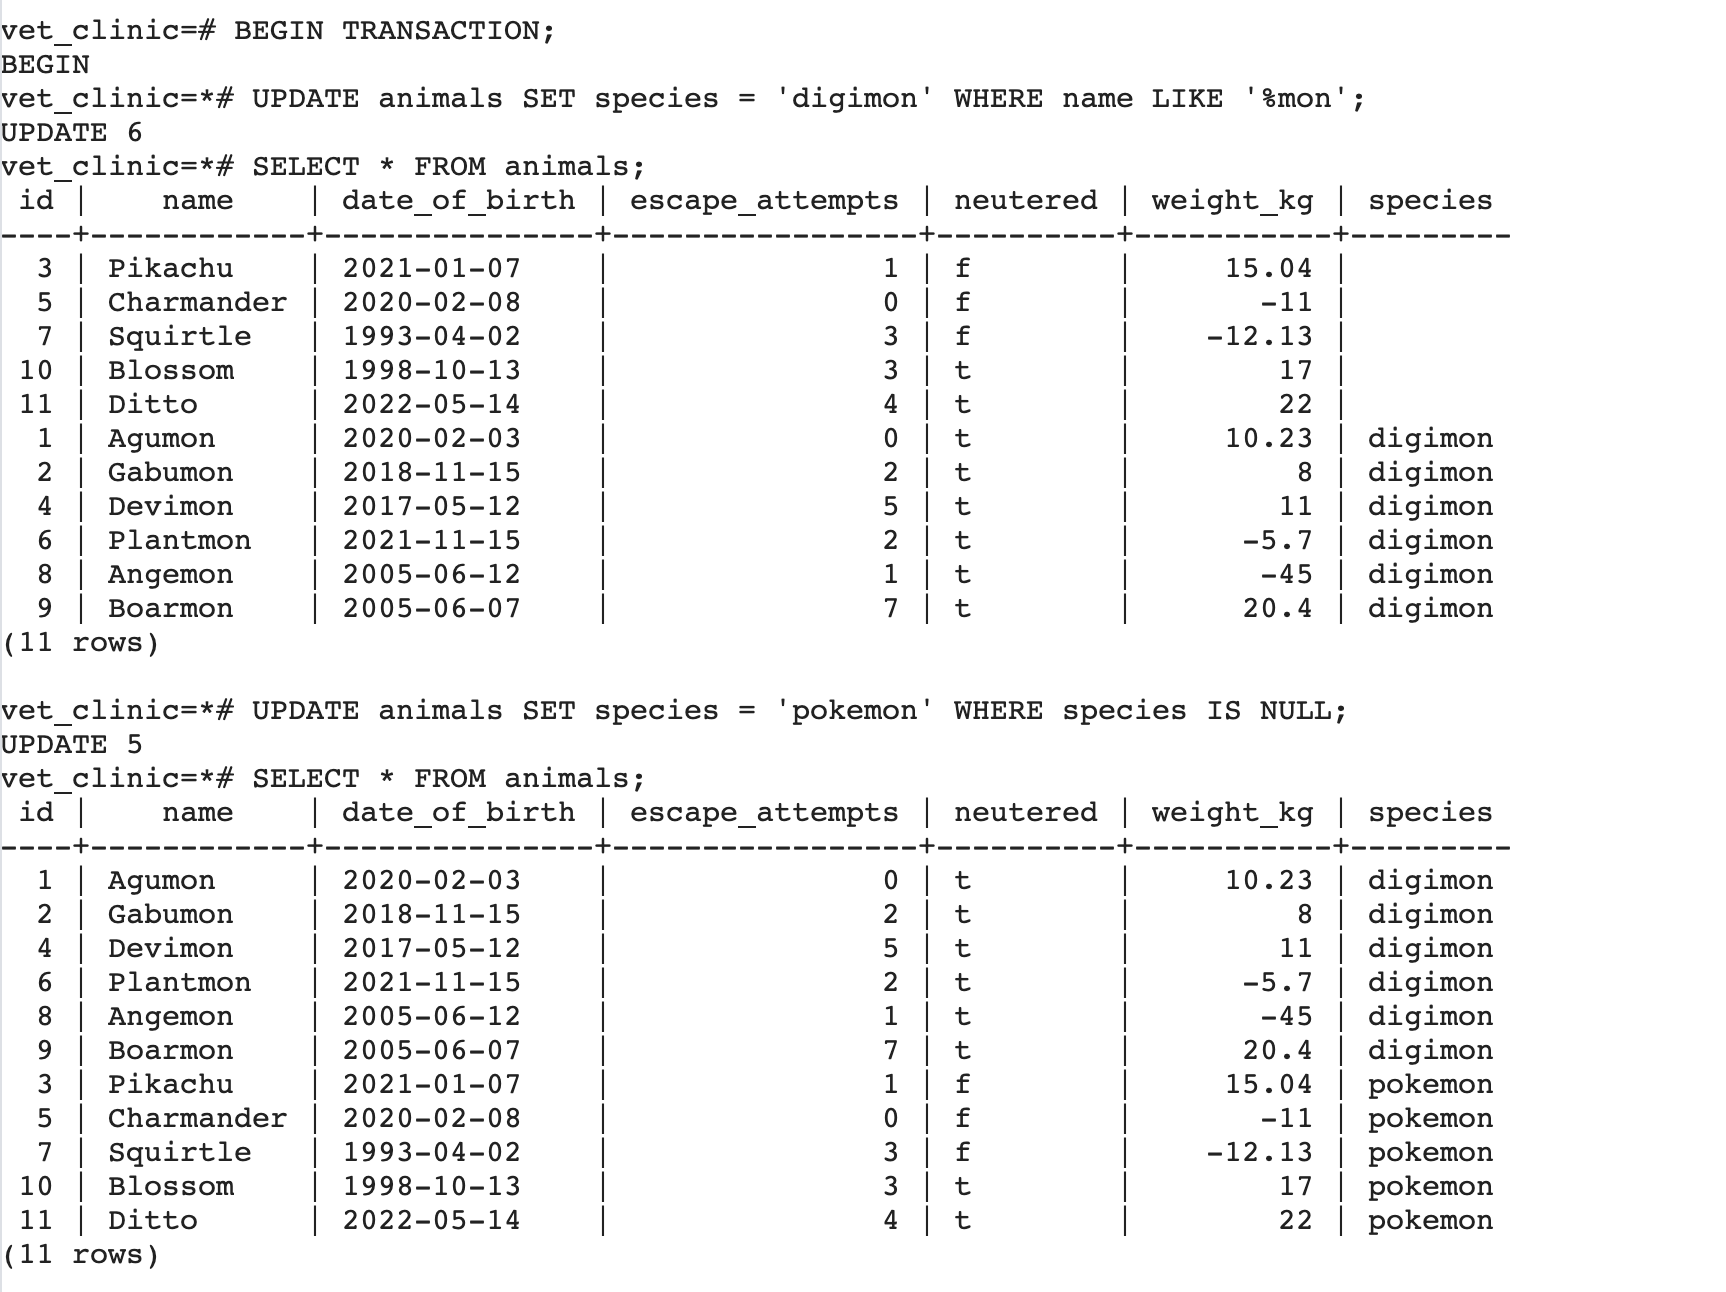 vet_clinic=# BEGIN TRANSACTION;
BEGIN
vet_clinic=*# UPDATE animals SET species = 'digimon' WHERE name LIKE '%mon';
UPDATE 6
vet_clinic=*# SELECT * FROM animals;
 id |    name    | date_of_birth | escape_attempts | neutered | weight_kg | species
----+------------+---------------+-----------------+----------+-----------+---------
  3 | Pikachu    | 2021-01-07    |               1 | f        |     15.04 |
  5 | Charmander | 2020-02-08    |               0 | f        |       -11 |
  7 | Squirtle   | 1993-04-02    |               3 | f        |    -12.13 |
 10 | Blossom    | 1998-10-13    |               3 | t        |        17 |
 11 | Ditto      | 2022-05-14    |               4 | t        |        22 |
  1 | Agumon     | 2020-02-03    |               0 | t        |     10.23 | digimon
  2 | Gabumon    | 2018-11-15    |               2 | t        |         8 | digimon
  4 | Devimon    | 2017-05-12    |               5 | t        |        11 | digimon
  6 | Plantmon   | 2021-11-15    |               2 | t        |      -5.7 | digimon
  8 | Angemon    | 2005-06-12    |               1 | t        |       -45 | digimon
  9 | Boarmon    | 2005-06-07    |               7 | t        |      20.4 | digimon
(11 rows)

vet_clinic=*# UPDATE animals SET species = 'pokemon' WHERE species IS NULL;
UPDATE 5
vet_clinic=*# SELECT * FROM animals;
 id |    name    | date_of_birth | escape_attempts | neutered | weight_kg | species
----+------------+---------------+-----------------+----------+-----------+---------
  1 | Agumon     | 2020-02-03    |               0 | t        |     10.23 | digimon
  2 | Gabumon    | 2018-11-15    |               2 | t        |         8 | digimon
  4 | Devimon    | 2017-05-12    |               5 | t        |        11 | digimon
  6 | Plantmon   | 2021-11-15    |               2 | t        |      -5.7 | digimon
  8 | Angemon    | 2005-06-12    |               1 | t        |       -45 | digimon
  9 | Boarmon    | 2005-06-07    |               7 | t        |      20.4 | digimon
  3 | Pikachu    | 2021-01-07    |               1 | f        |     15.04 | pokemon
  5 | Charmander | 2020-02-08    |               0 | f        |       -11 | pokemon
  7 | Squirtle   | 1993-04-02    |               3 | f        |    -12.13 | pokemon
 10 | Blossom    | 1998-10-13    |               3 | t        |        17 | pokemon
 11 | Ditto      | 2022-05-14    |               4 | t        |        22 | pokemon
(11 rows)